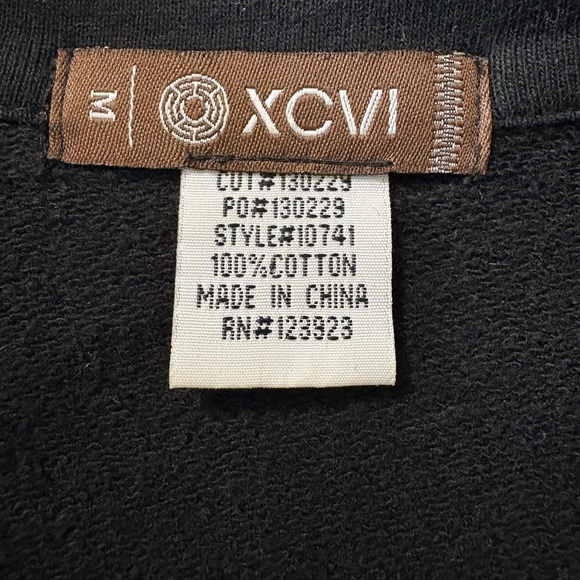 M XCVI
CUT#130229
PO#130229
STYLE#10741
100%COTTON
MADE IN CHINA
RN#123923